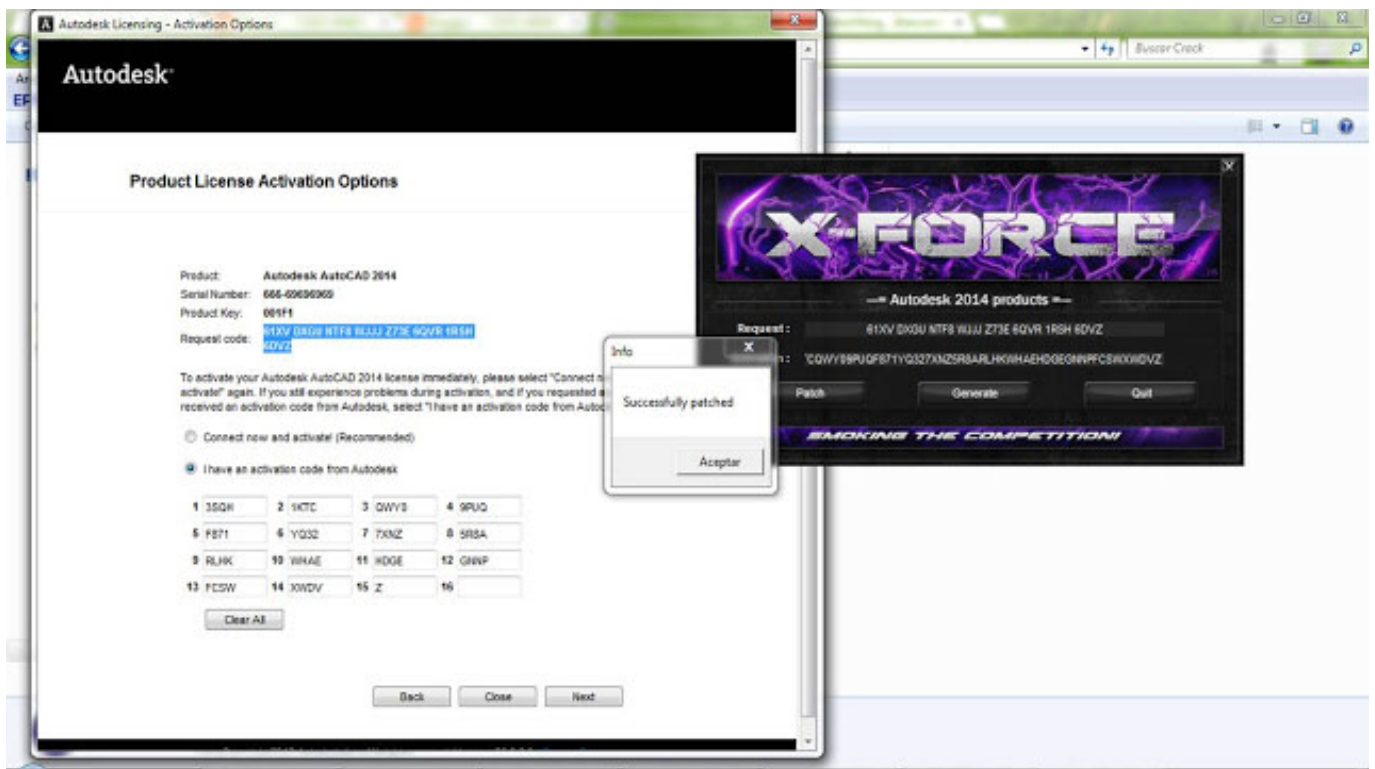 Autodesk Licensing - Activation Options
Buscar Crack
Autodesk
Product License Activation Options
Product: Autodesk AutoCAD 2014
Serial Number: 666-69696969
Product Key: 001F1
Request code: 61XV DXGU NTF8 WJJJ Z73E 6QVR 1RSH
6DVZ
To activate your Autodesk AutoCAD 2014 license immediately, please select "Connect n
activate!" again. If you still experience problems during activation, and if you requested a
received an activation code from Autodesk, select "I have an activation code from Autod
Connect now and activate! (Recommended)
I have an activation code from Autodesk
1 3SQH 2 1KTC 3 QWY8 4 9PUQ
5 F871 6 YQ32 7 7XNZ 8 5R8A
9 RLHK 10 WHAE 11 HDGE 12 GNNP
13 FCSW 14 XWDV 15 Z 16
Clear All
Back Close Next
Info
Successfully patched
Aceptar
X-FORCE
-= Autodesk 2014 products =-
Request : 61XV DXGU NTF8 WJJJ Z73E 6QVR 1RSH 6DVZ
Patch Generate Quit
SMOKING THE COMPETITION!